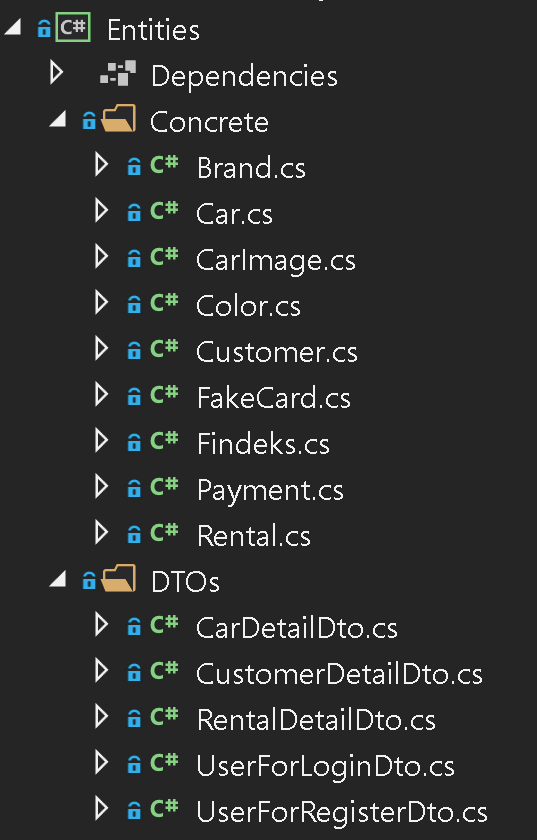 C# Entities
Dependencies
Concrete
C# Brand.cs
C# Car.cs
C# CarImage.cs
C# Color.cs
C# Customer.cs
C# FakeCard.cs
C# Findeks.cs
C# Payment.cs
C# Rental.cs
DTOs
C# CarDetailDto.cs
C# CustomerDetailDto.cs
C# RentalDetailDto.cs
C# UserForLoginDto.cs
C# UserForRegisterDto.cs